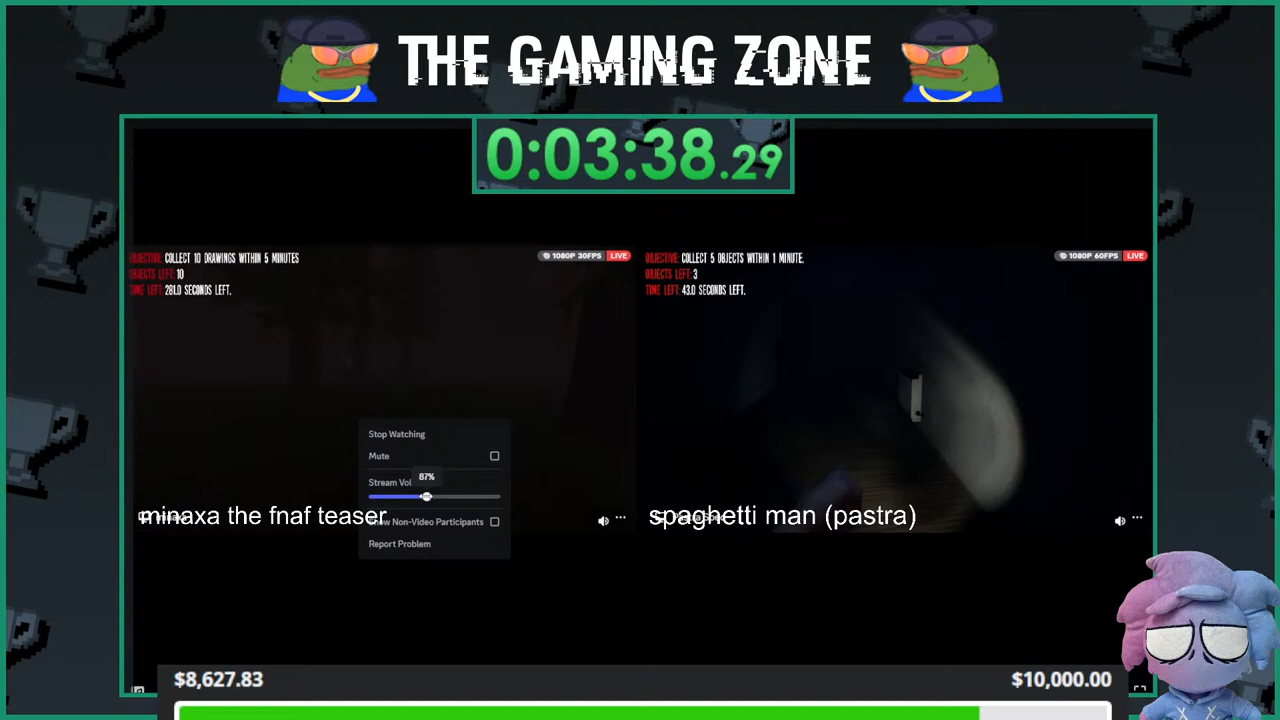 THE GAMING ZONE
0:03:38.29
OBJECTIVE: COLLECT 10 DRAWINGS WITHIN 5 MINUTES
OBJECTS LEFT: 10
TIME LEFT: 281.0 SECONDS LEFT.
1080P 30FPS LIVE
OBJECTIVE: COLLECT 5 OBJECTS WITHIN 1 MINUTE.
OBJECTS LEFT: 3
TIME LEFT: 43.0 SECONDS LEFT.
1080P 60FPS LIVE
Stop Watching
Mute
87%
Stream Vol
Show Non-Video Participants
Report Problem
minaxa the fnaf teaser
spaghetti man (pastra)
$8,627.83
$10,000.00